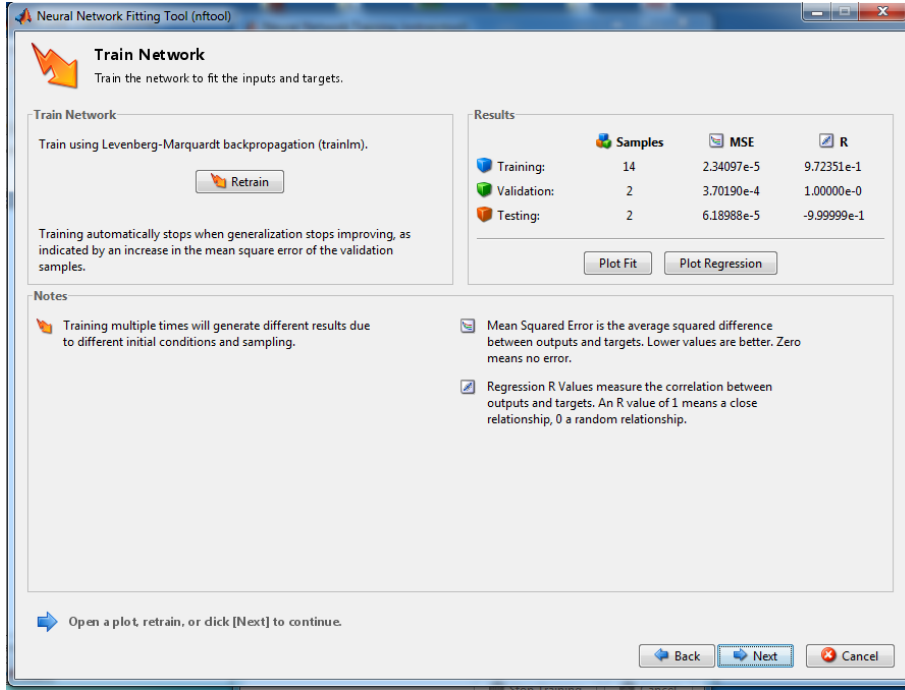 Neural Network Fitting Tool (nftool)
Train Network
Train the network to fit the inputs and targets.
Train Network
Train using Levenberg-Marquardt backpropagation (trainlm).
Retrain
Training automatically stops when generalization stops improving, as
indicated by an increase in the mean square error of the validation
samples.
Results
Samples MSE R
Training: 14 2.34097e-5 9.72351e-1
Validation: 2 3.70190e-4 1.00000e-0
Testing: 2 6.18988e-5 -9.99999e-1
Plot Fit Plot Regression
Notes
Training multiple times will generate different results due
to different initial conditions and sampling.
Mean Squared Error is the average squared difference
between outputs and targets. Lower values are better. Zero
means no error.
Regression R Values measure the correlation between
outputs and targets. An R value of 1 means a close
relationship, 0 a random relationship.
Open a plot, retrain, or click [Next] to continue.
Back Next Cancel